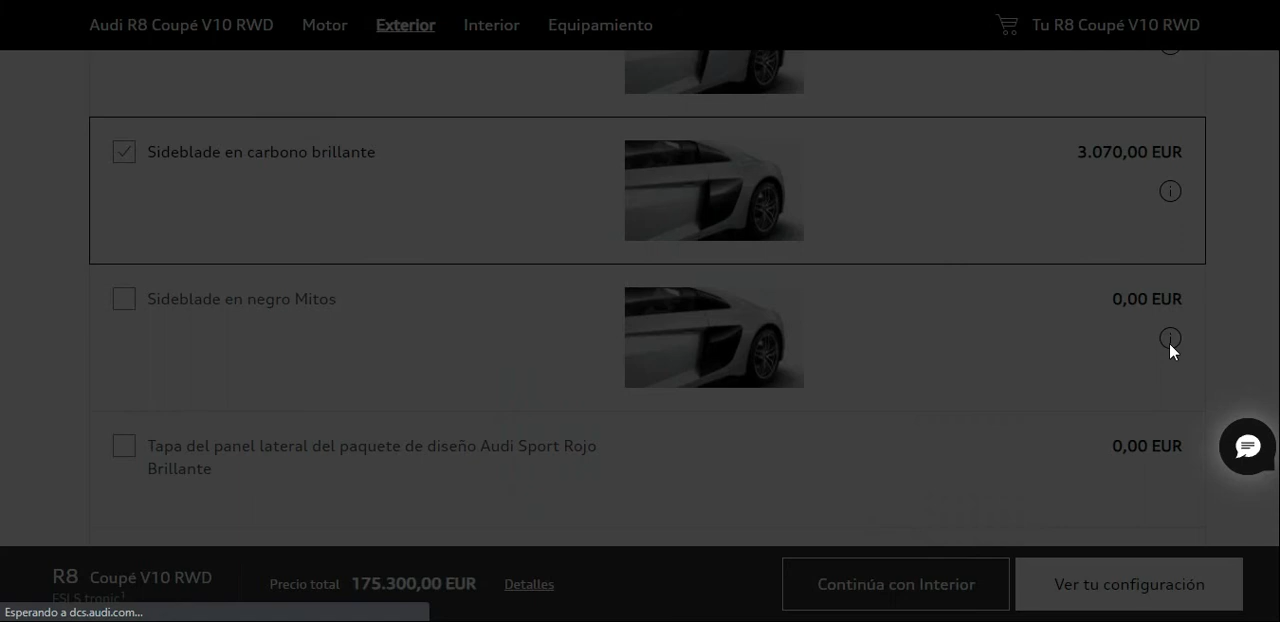 Audi R8 Coupé V10 RWD Motor Exterior Interior Equipamiento Tu R8 Coupé V10 RWD
Sideblade en carbono brillante 3.070,00 EUR
Sideblade en negro Mitos 0,00 EUR
Tapa del panel lateral del paquete de diseño Audi Sport Rojo Brillante 0,00 EUR
R8 Coupé V10 RWD
FSI S tronic¹
Precio total 175.300,00 EUR Detalles
Continúa con Interior
Ver tu configuración
Esperando a dcs.audi.com...